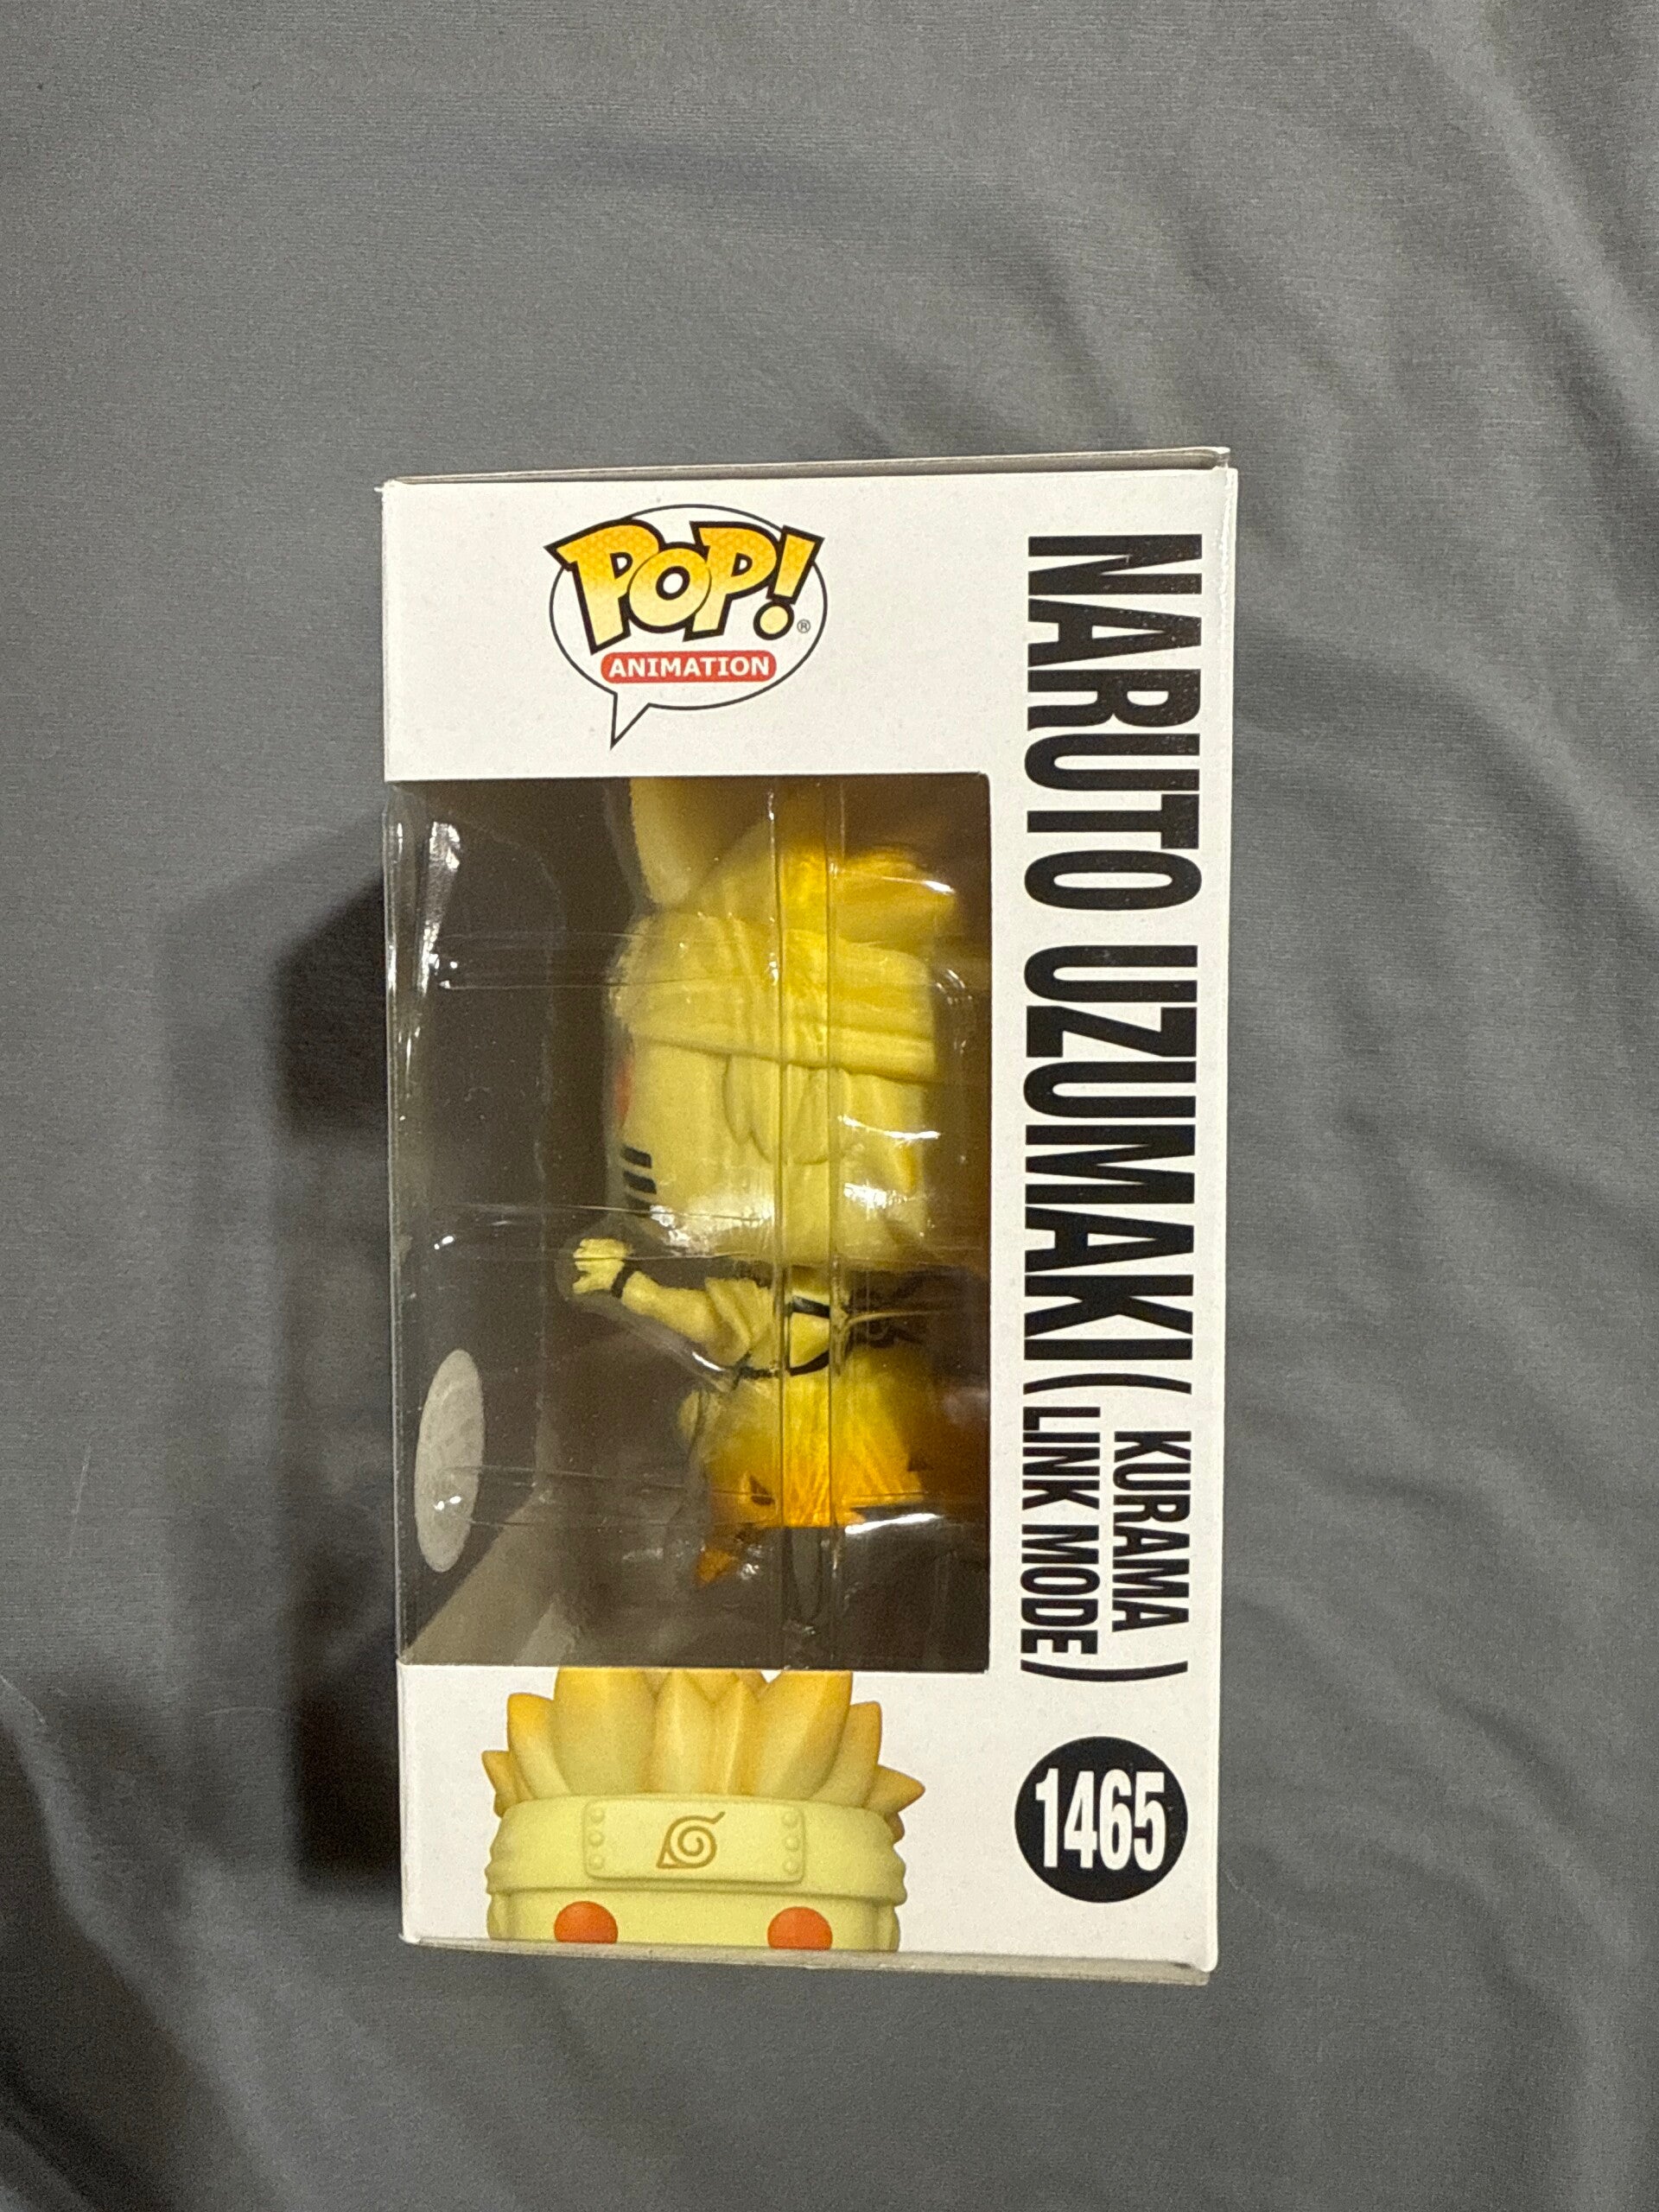 POP!®
ANIMATION
NARUTO UZUMAKI (KURAMA
LINK MODE)
1465